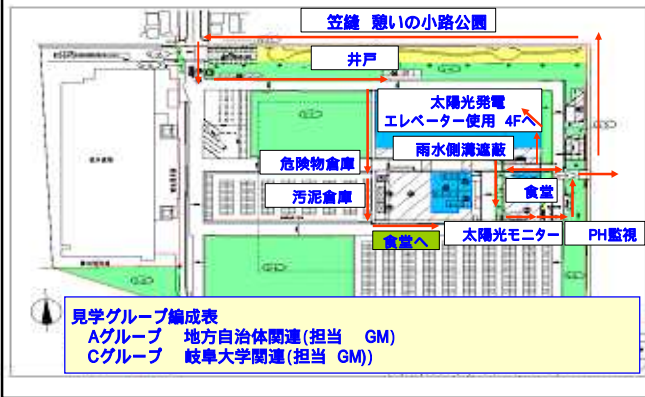 笠縫 憩いの小路公園
井戸
太陽光発電
エレベーター使用 4Fへ
危険物倉庫
雨水側溝遮蔽
汚泥倉庫
食堂
食堂へ
太陽光モニター
PH監視
見学グループ編成表
Aグループ 地方自治体関連(担当 GM)
Cグループ 岐阜大学関連(担当 GM))